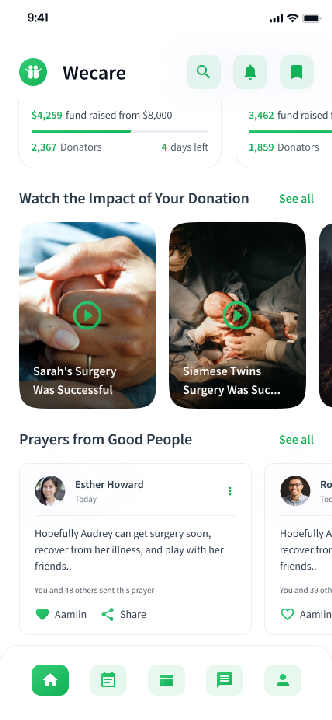 9:41
Wecare
$4,259 fund raised from $8,000
2,367 Donators
4 days left
3,462 fund raised f
1,859 Donators
Watch the Impact of Your Donation
See all
Sarah's Surgery
Was Successful
Siamese Twins
Surgery Was Suc...
Prayers from Good People
See all
Esther Howard
Today
Hopefully Audrey can get surgery soon,
recover from her illness, and play with her
friends..
You and 48 others sent this prayer
Aamiin
Share
Ro
Tod
Hopefully A
recover fro
friends..
You and 39 oth
Aamiin